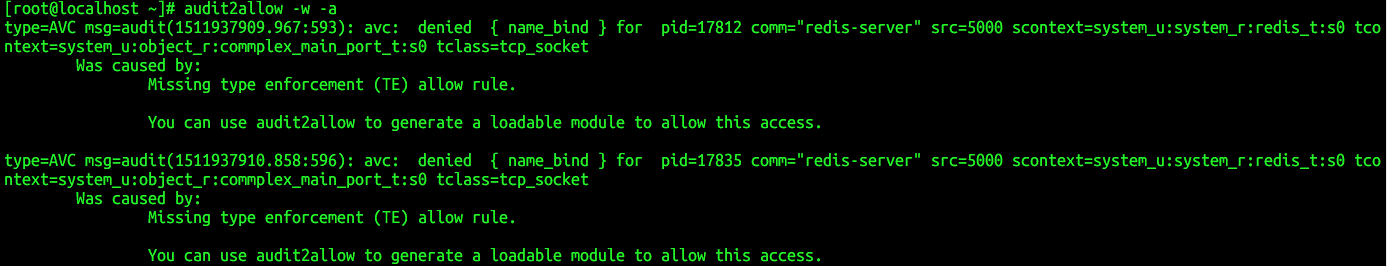 [root@localhost ~]# audit2allow -w -a
type=AVC msg=audit(1511937909.967:593): avc:  denied  { name_bind } for  pid=17812 comm="redis-server" src=5000 scontext=system_u:system_r:redis_t:s0 tco
ntext=system_u:object_r:commplex_main_port_t:s0 tclass=tcp_socket
        Was caused by:
                Missing type enforcement (TE) allow rule.

                You can use audit2allow to generate a loadable module to allow this access.

type=AVC msg=audit(1511937910.858:596): avc:  denied  { name_bind } for  pid=17835 comm="redis-server" src=5000 scontext=system_u:system_r:redis_t:s0 tco
ntext=system_u:object_r:commplex_main_port_t:s0 tclass=tcp_socket
        Was caused by:
                Missing type enforcement (TE) allow rule.

                You can use audit2allow to generate a loadable module to allow this access.